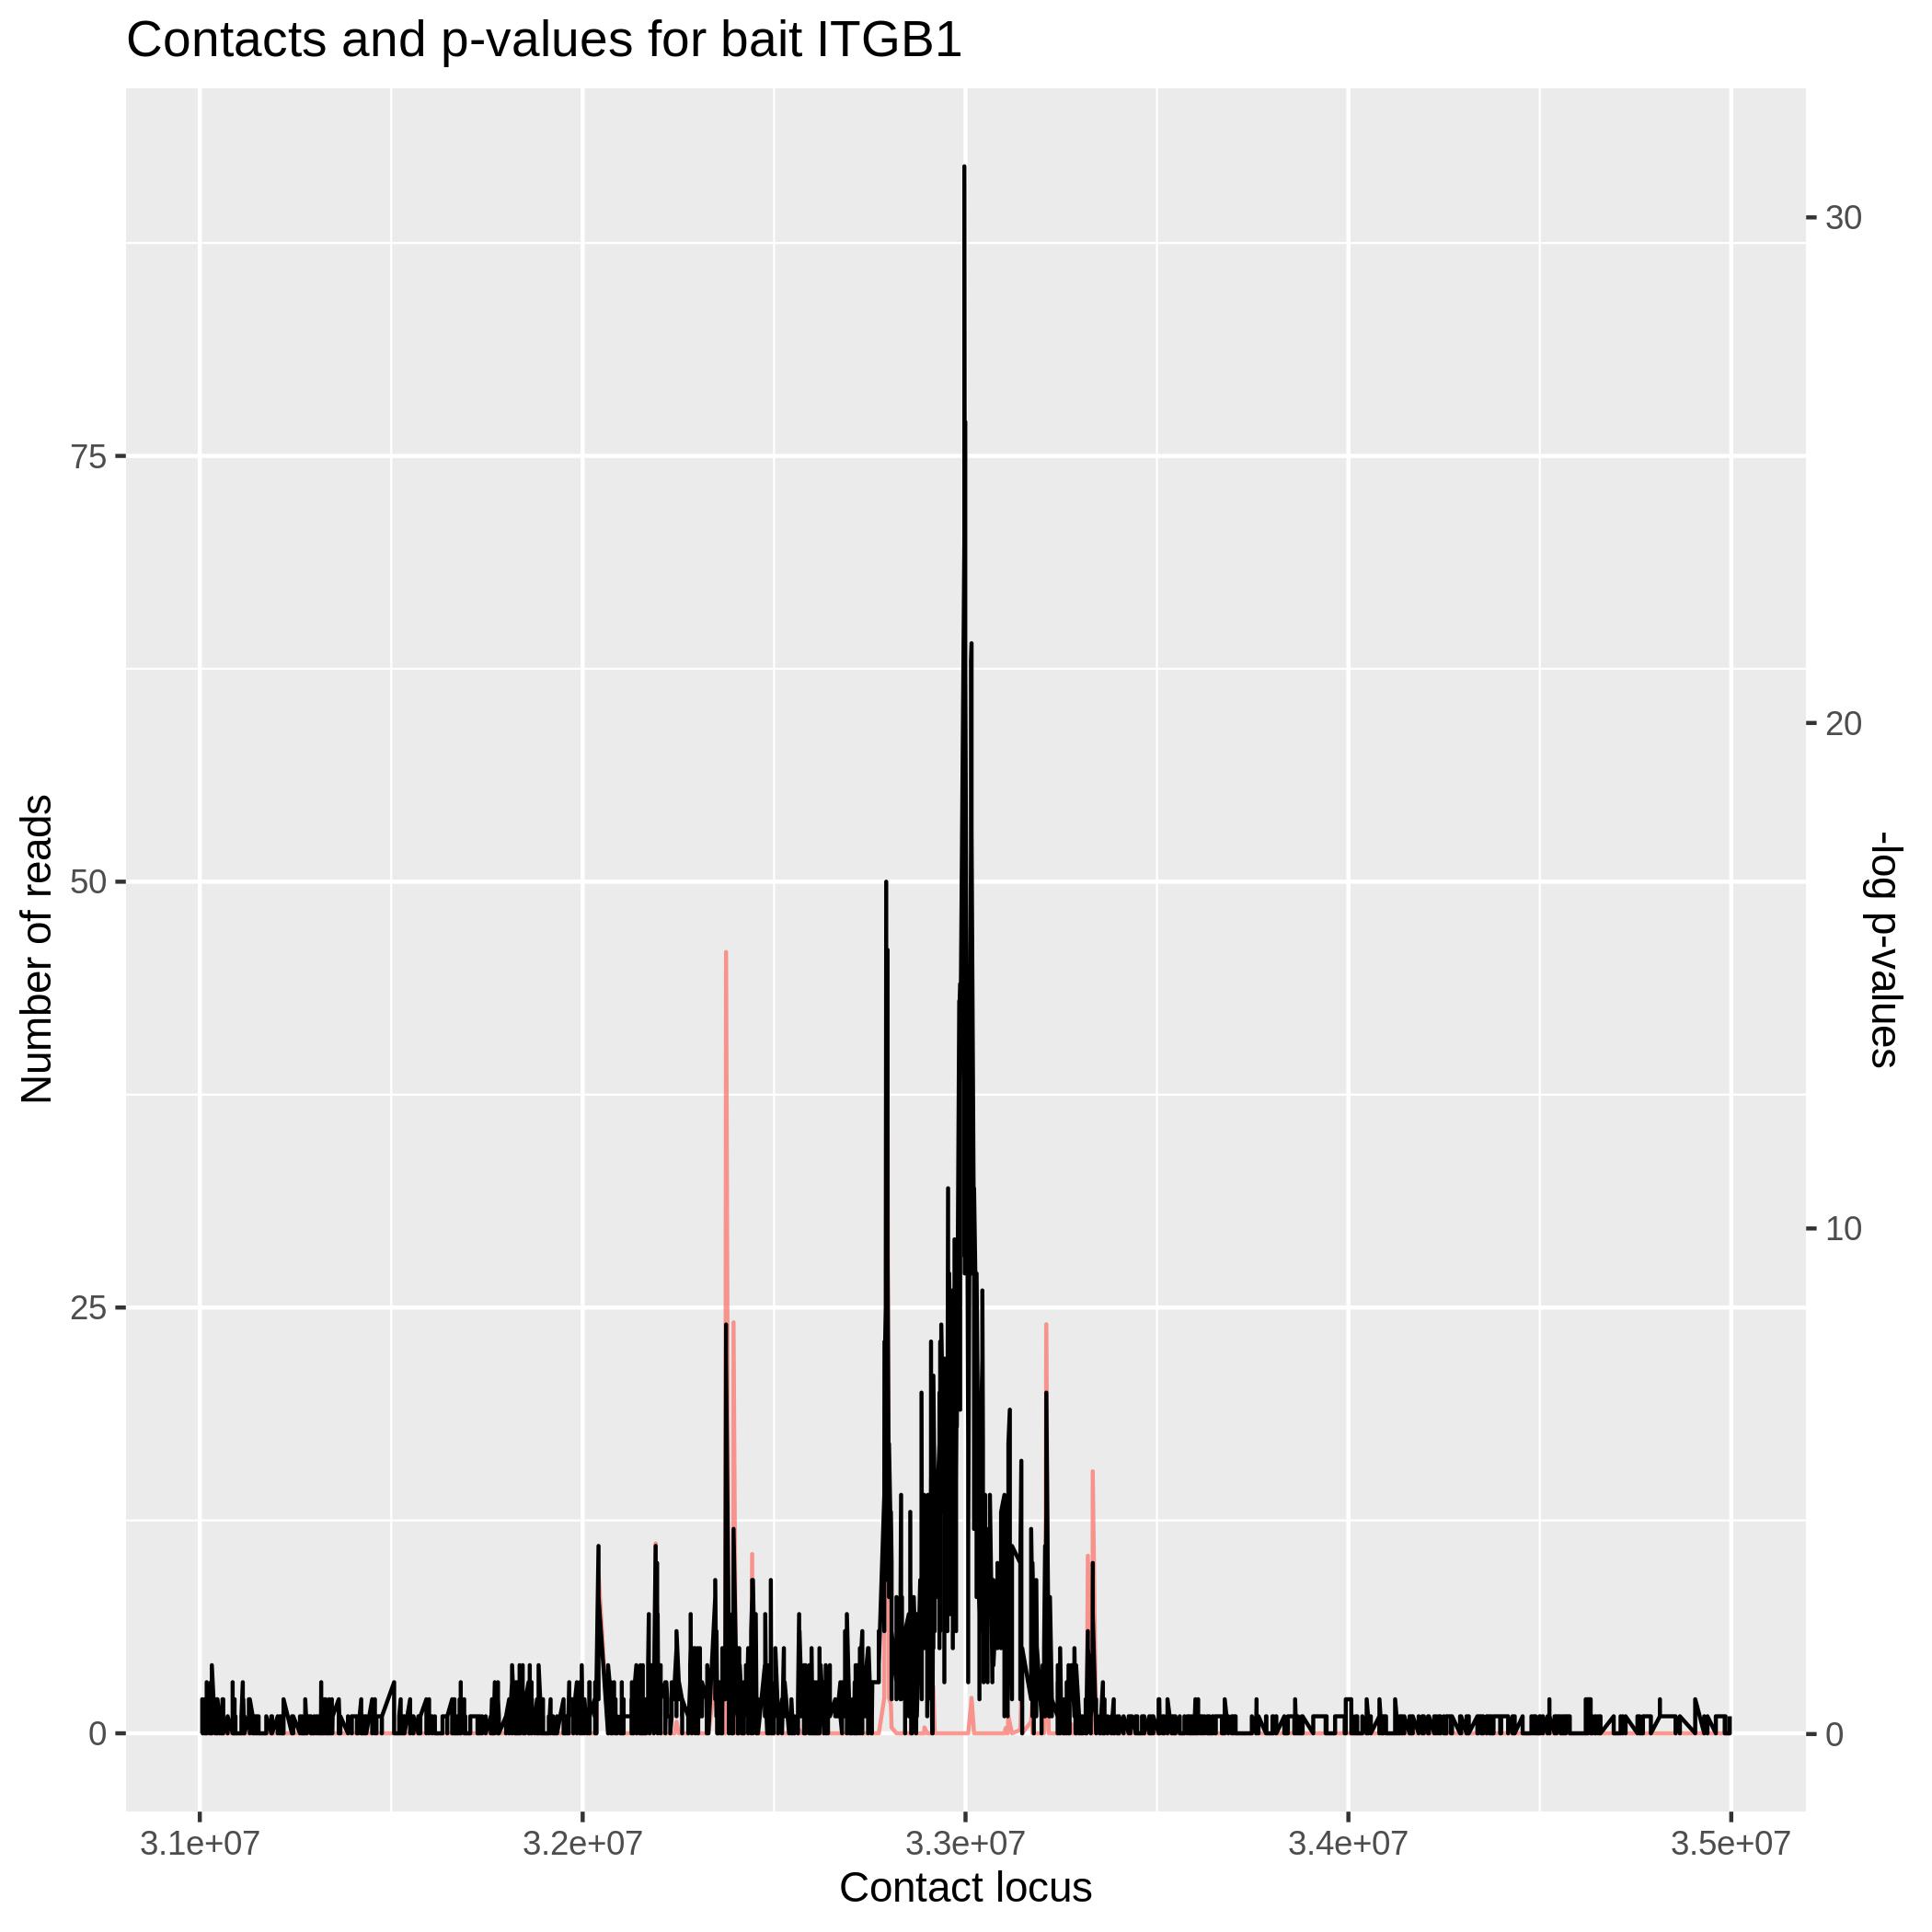 Contacts and p-values for bait ITGB1
Number of reads
75
50
25
0
30
20
10
0
-log p-values
3.1e+07 3.2e+07 3.3e+07 3.4e+07 3.5e+07
Contact locus